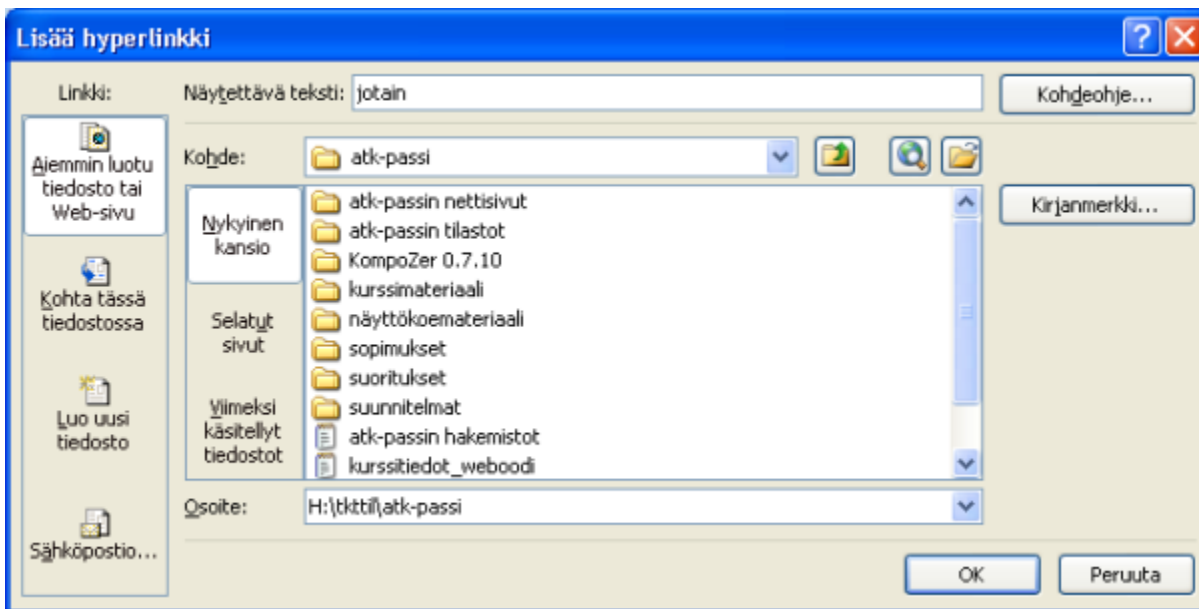 Lisää hyperlinkki
Linkki:
Näytettävä teksti: jotain
Kohdeohje...
Aiemmin luotu
tiedosto tai
Web-sivu
Kohta tässä
tiedostossa
Luo uusi
tiedosto
Sähköpostio...
Kohde: atk-passi
Nykyinen
kansio
Selatut
sivut
Viimeksi
käsitellyt
tiedostot
atk-passin nettisivut
atk-passin tilastot
KompoZer 0.7.10
kurssimateriaali
näyttökoemateriaali
sopimukset
suoritukset
suunnitelmat
atk-passin hakemistot
kurssitiedot_weboodi
Kirjanmerkki...
Osoite: H:\tkttil\atk-passi
OK
Peruuta